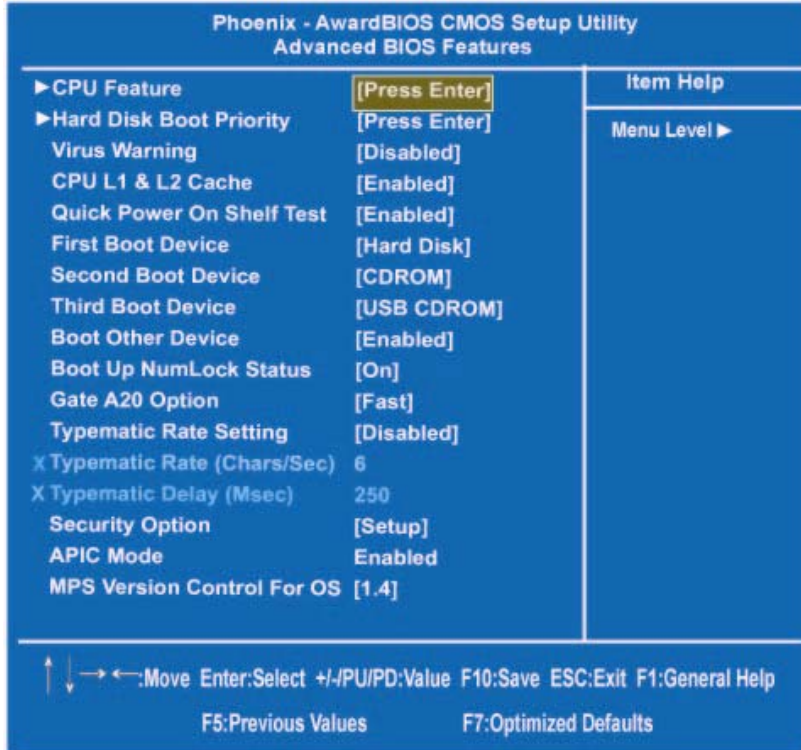 Phoenix - AwardBIOS CMOS Setup Utility
Advanced BIOS Features
►CPU Feature [Press Enter]
►Hard Disk Boot Priority [Press Enter]
Virus Warning [Disabled]
CPU L1 & L2 Cache [Enabled]
Quick Power On Shelf Test [Enabled]
First Boot Device [Hard Disk]
Second Boot Device [CDROM]
Third Boot Device [USB CDROM]
Boot Other Device [Enabled]
Boot Up NumLock Status [On]
Gate A20 Option [Fast]
Typematic Rate Setting [Disabled]
X Typematic Rate (Chars/Sec) 6
X Typematic Delay (Msec) 250
Security Option [Setup]
APIC Mode Enabled
MPS Version Control For OS [1.4]
Item Help
Menu Level ►
↑ ↓ → ←:Move Enter:Select +/-/PU/PD:Value F10:Save ESC:Exit F1:General Help
F5:Previous Values F7:Optimized Defaults